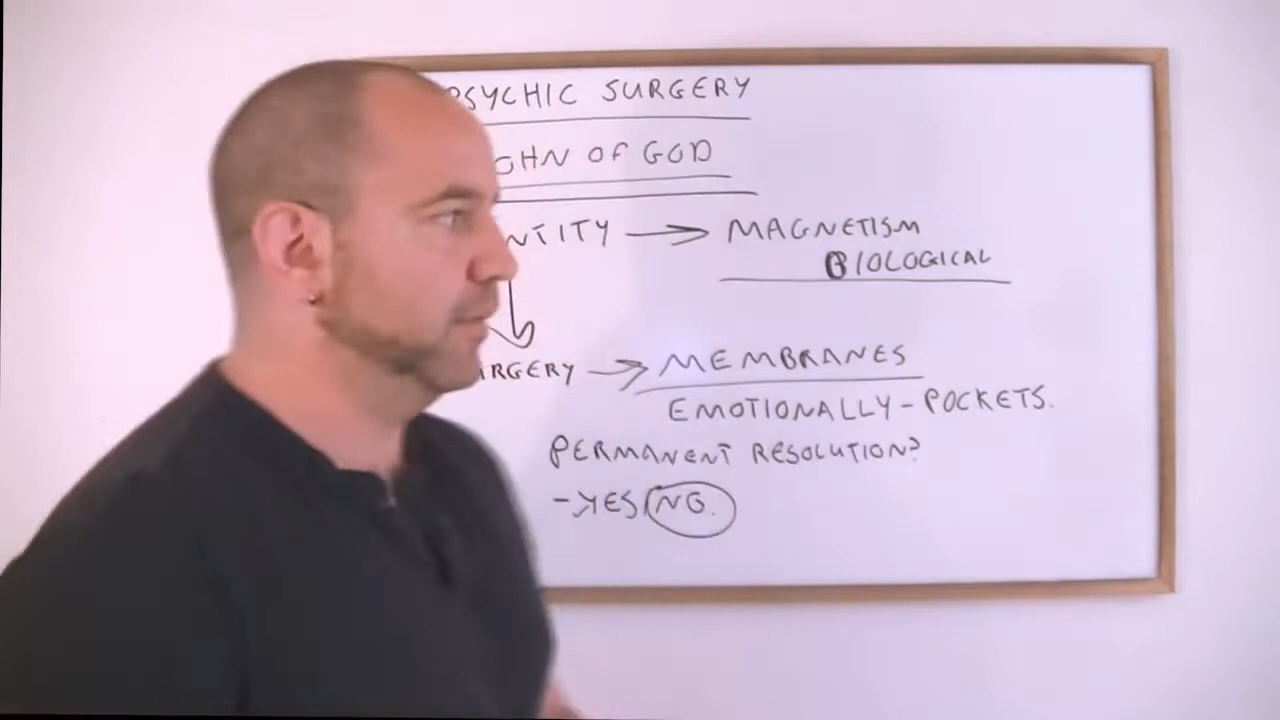 PSYCHIC SURGERY
OHN OF GOD
NTITY → MAGNETISM
BIOLOGICAL
RGERY → MEMBRANES
EMOTIONALLY - POCKETS.
PERMANENT RESOLUTION?
- YES/NO.